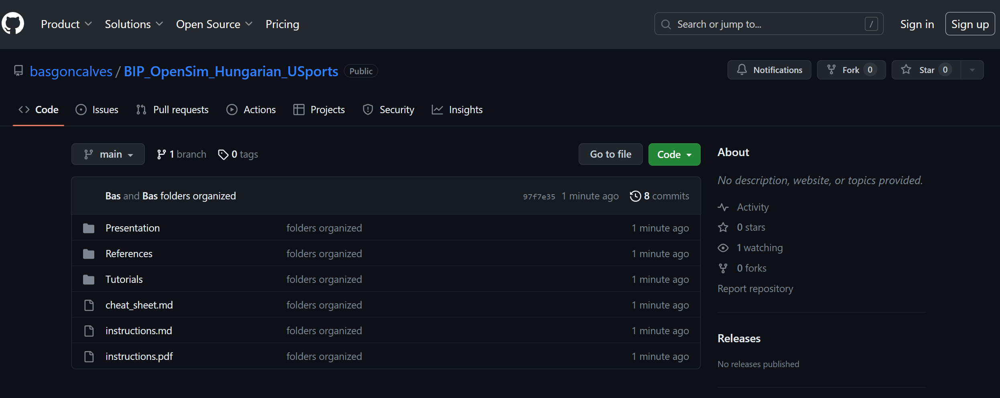 Product Solutions Open Source Pricing Search or jump to... / Sign in Sign up
basgoncalves / BIP_OpenSim_Hungarian_USports Public Notifications Fork 0 Star 0
Code Issues Pull requests Actions Projects Security Insights
main 1 branch 0 tags Go to file Code
Bas and Bas folders organized 97f7e35 1 minute ago 8 commits
Presentation folders organized 1 minute ago
References folders organized 1 minute ago
Tutorials folders organized 1 minute ago
cheat_sheet.md folders organized 1 minute ago
instructions.md folders organized 1 minute ago
instructions.pdf folders organized 1 minute ago
About
No description, website, or topics provided.
Activity
0 stars
1 watching
0 forks
Report repository
Releases
No releases published